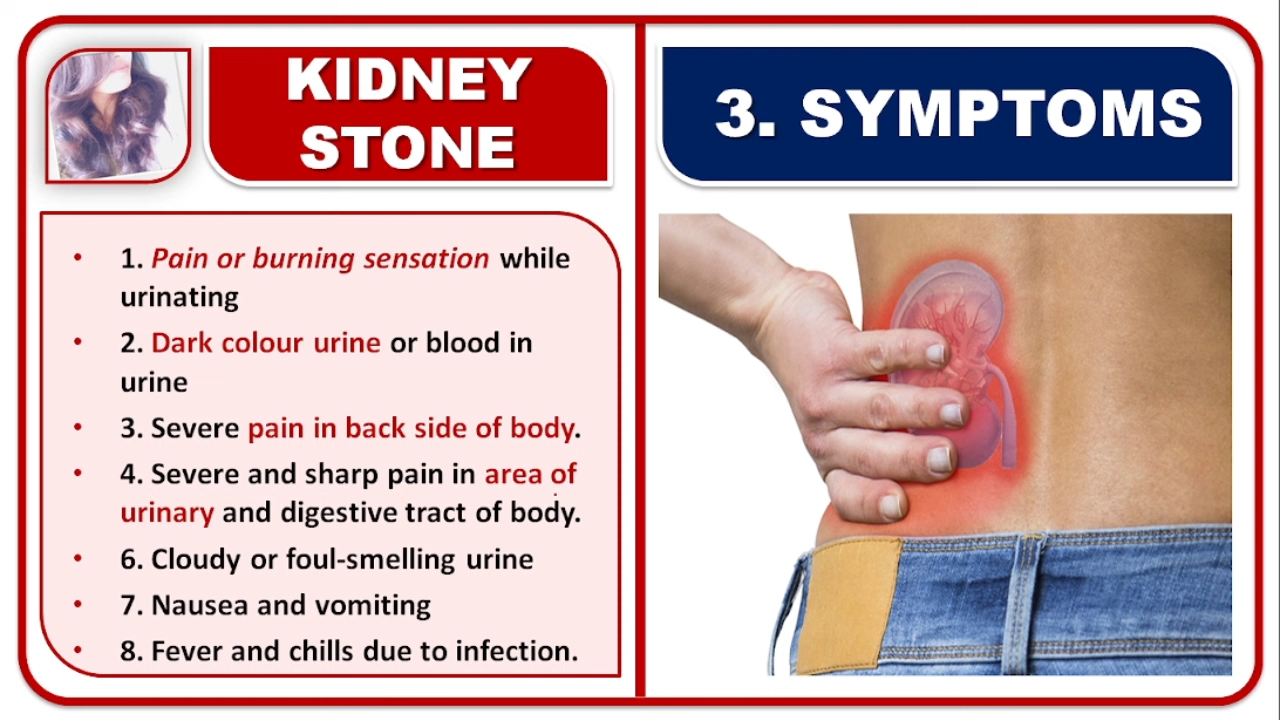 KIDNEY
STONE
3. SYMPTOMS
• 1. Pain or burning sensation while
urinating
• 2. Dark colour urine or blood in
urine
• 3. Severe pain in back side of body.
• 4. Severe and sharp pain in area of
urinary and digestive tract of body.
• 6. Cloudy or foul-smelling urine
• 7. Nausea and vomiting
• 8. Fever and chills due to infection.